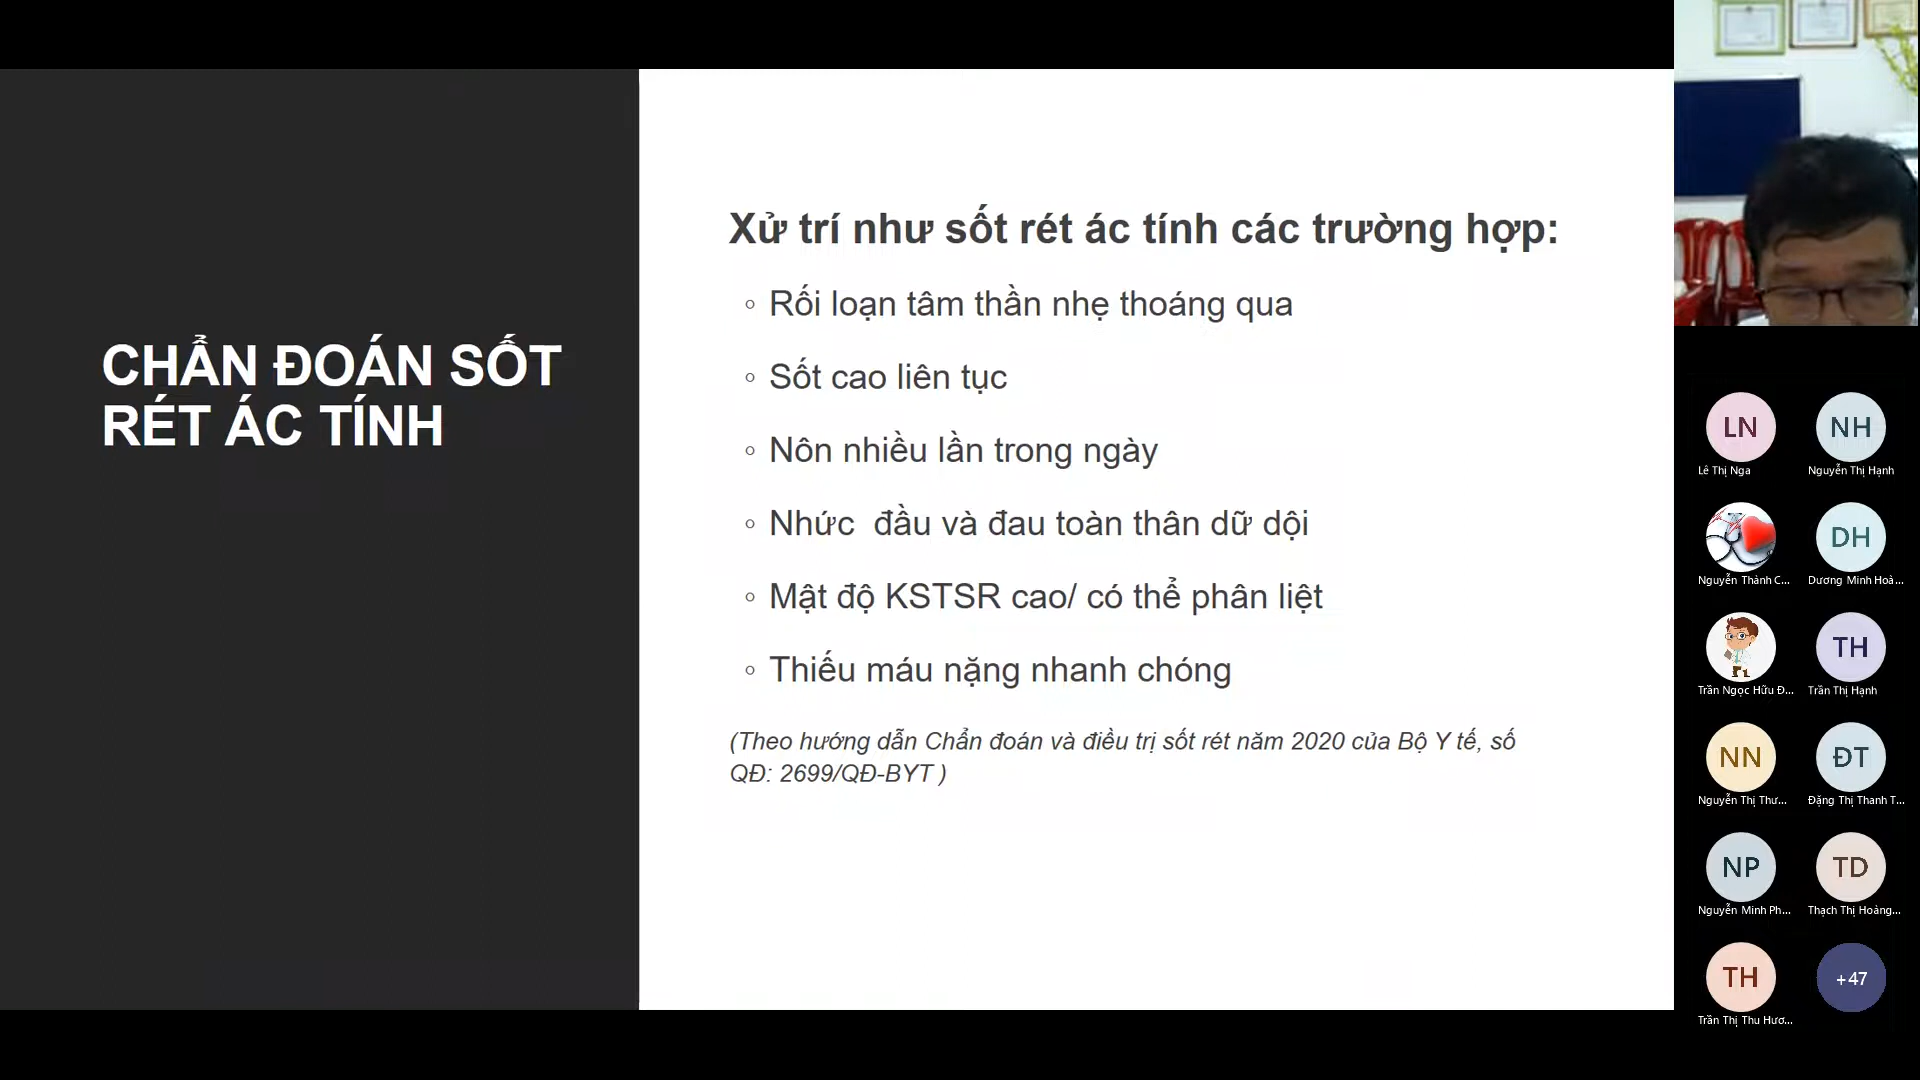 CHẨN ĐOÁN SỐT
RÉT ÁC TÍNH
Xử trí như sốt rét ác tính các trường hợp:
◦ Rối loạn tâm thần nhẹ thoáng qua
◦ Sốt cao liên tục
◦ Nôn nhiều lần trong ngày
◦ Nhức  đầu và đau toàn thân dữ dội
◦ Mật độ KSTSR cao/ có thể phân liệt
◦ Thiếu máu nặng nhanh chóng
(Theo hướng dẫn Chẩn đoán và điều trị sốt rét năm 2020 của Bộ Y tế, số
QĐ: 2699/QĐ-BYT )
LN
NH
Lê Thị Nga
Nguyễn Thị Hạnh
DH
Nguyễn Thành C...
Dương Minh Hoà...
TH
Trần Ngọc Hữu Đ...
Trần Thị Hạnh
NN
ĐT
Nguyễn Thị Thư...
Đặng Thị Thanh T...
NP
TD
Nguyễn Minh Ph...
Thạch Thị Hoàng...
TH
+47
Trần Thị Thu Hươ...